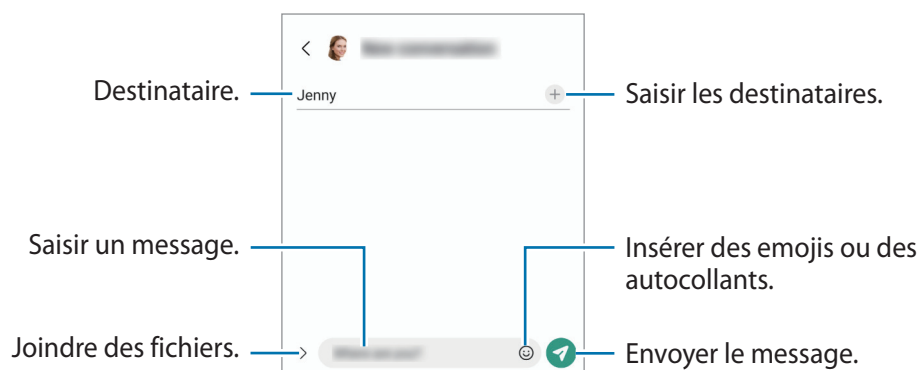 Destinataire.
Jenny
Saisir les destinataires.
Saisir un message.
Insérer des emojis ou des
autocollants.
Joindre des fichiers.
Envoyer le message.